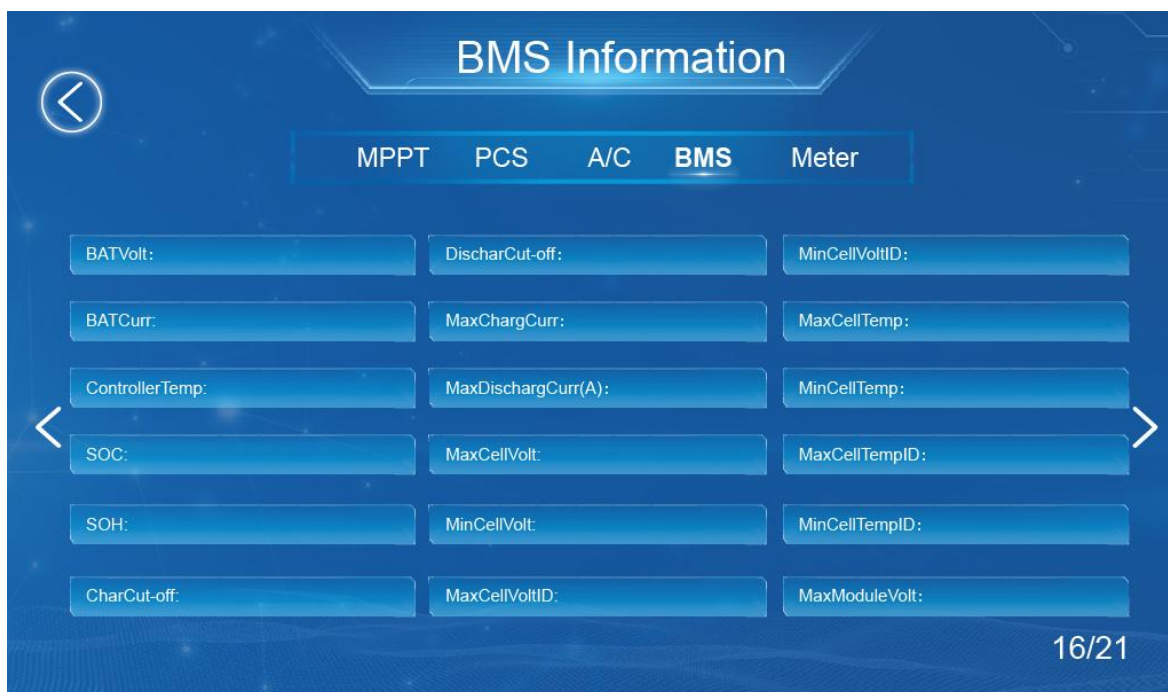 BMS Information
MPPT PCS A/C BMS Meter
BATVolt: DischarCut-off: MinCellVoltID:
BATCurr: MaxChargCurr: MaxCellTemp:
ControllerTemp: MaxDischargCurr(A): MinCellTemp:
SOC: MaxCellVolt: MaxCellTempID:
SOH: MinCellVolt: MinCellTempID:
CharCut-off: MaxCellVoltID: MaxModuleVolt:
16/21